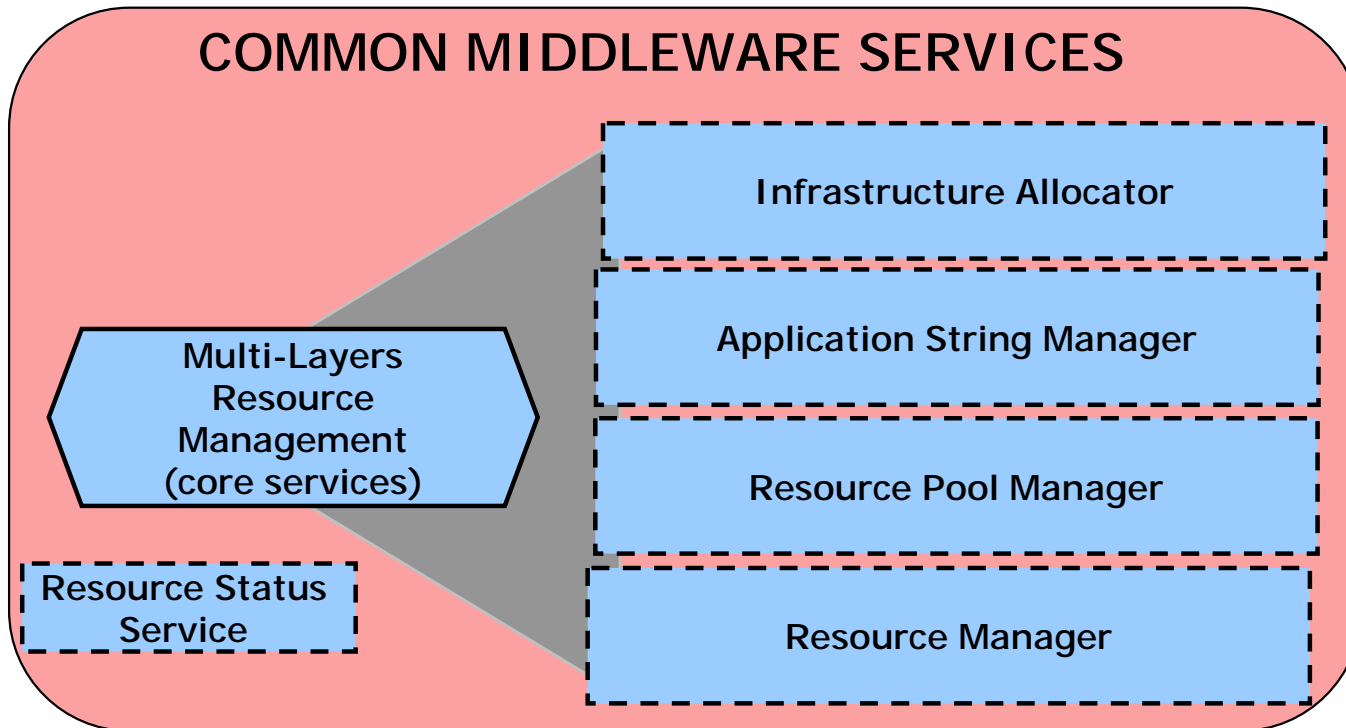 COMMON MIDDLEWARE SERVICES
Infrastructure Allocator
Application String Manager
Multi-Layers
Resource
Management
(core services)
Resource Pool Manager
Resource Status
Service
Resource Manager